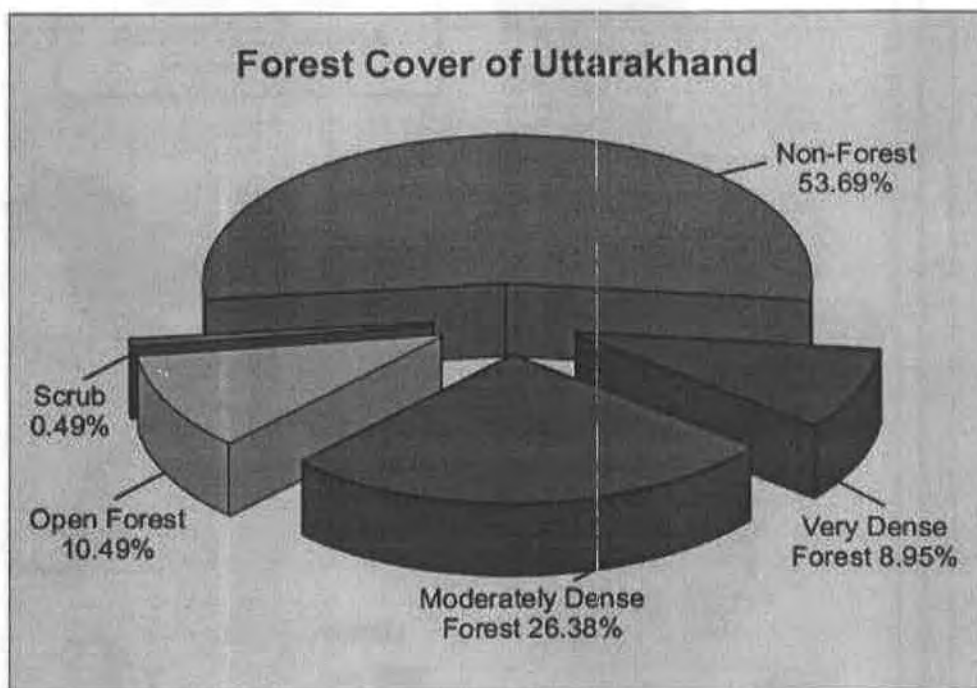 Forest Cover of Uttarakhand
Non-Forest
53.69%
Scrub
0.49%
Open Forest
10.49%
Very Dense
Forest 8.95%
Moderately Dense
Forest 26.38%